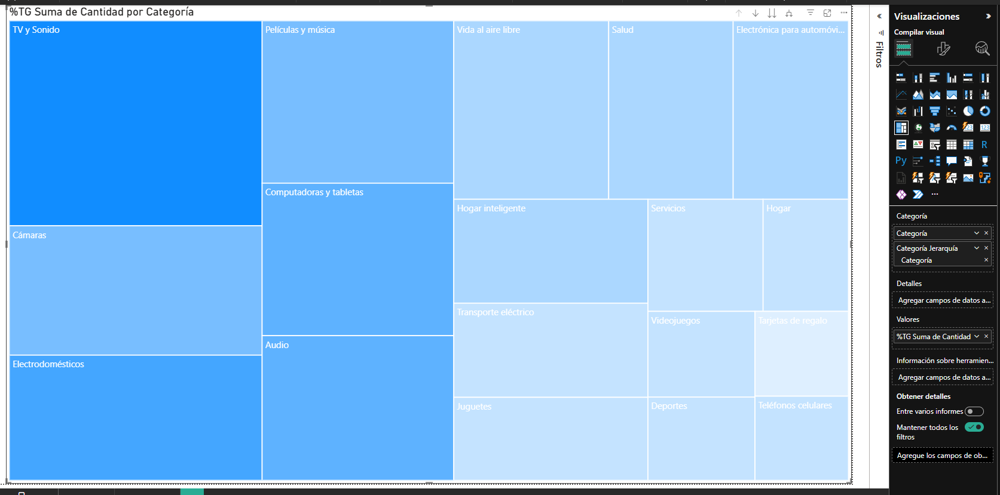 %TG Suma de Cantidad por Categoría
TV y Sonido
Cámaras
Electrodomésticos
Películas y música
Computadoras y tabletas
Audio
Vida al aire libre
Salud
Electrónica para automóvi...
Hogar inteligente
Servicios
Hogar
Transporte eléctrico
Videojuegos
Tarjetas de regalo
Juguetes
Deportes
Teléfonos celulares
Filtros
Visualizaciones
Compilar visual
123
123
R
Py
Categoría
Categoría
Categoría Jerarquía
Categoría
Detalles
Agregar campos de datos a...
Valores
%TG Suma de Cantidad
Información sobre herramien...
Agregar campos de datos a...
Obtener detalles
Entre varios informes
Mantener todos los
filtros
Agregue los campos de ob...